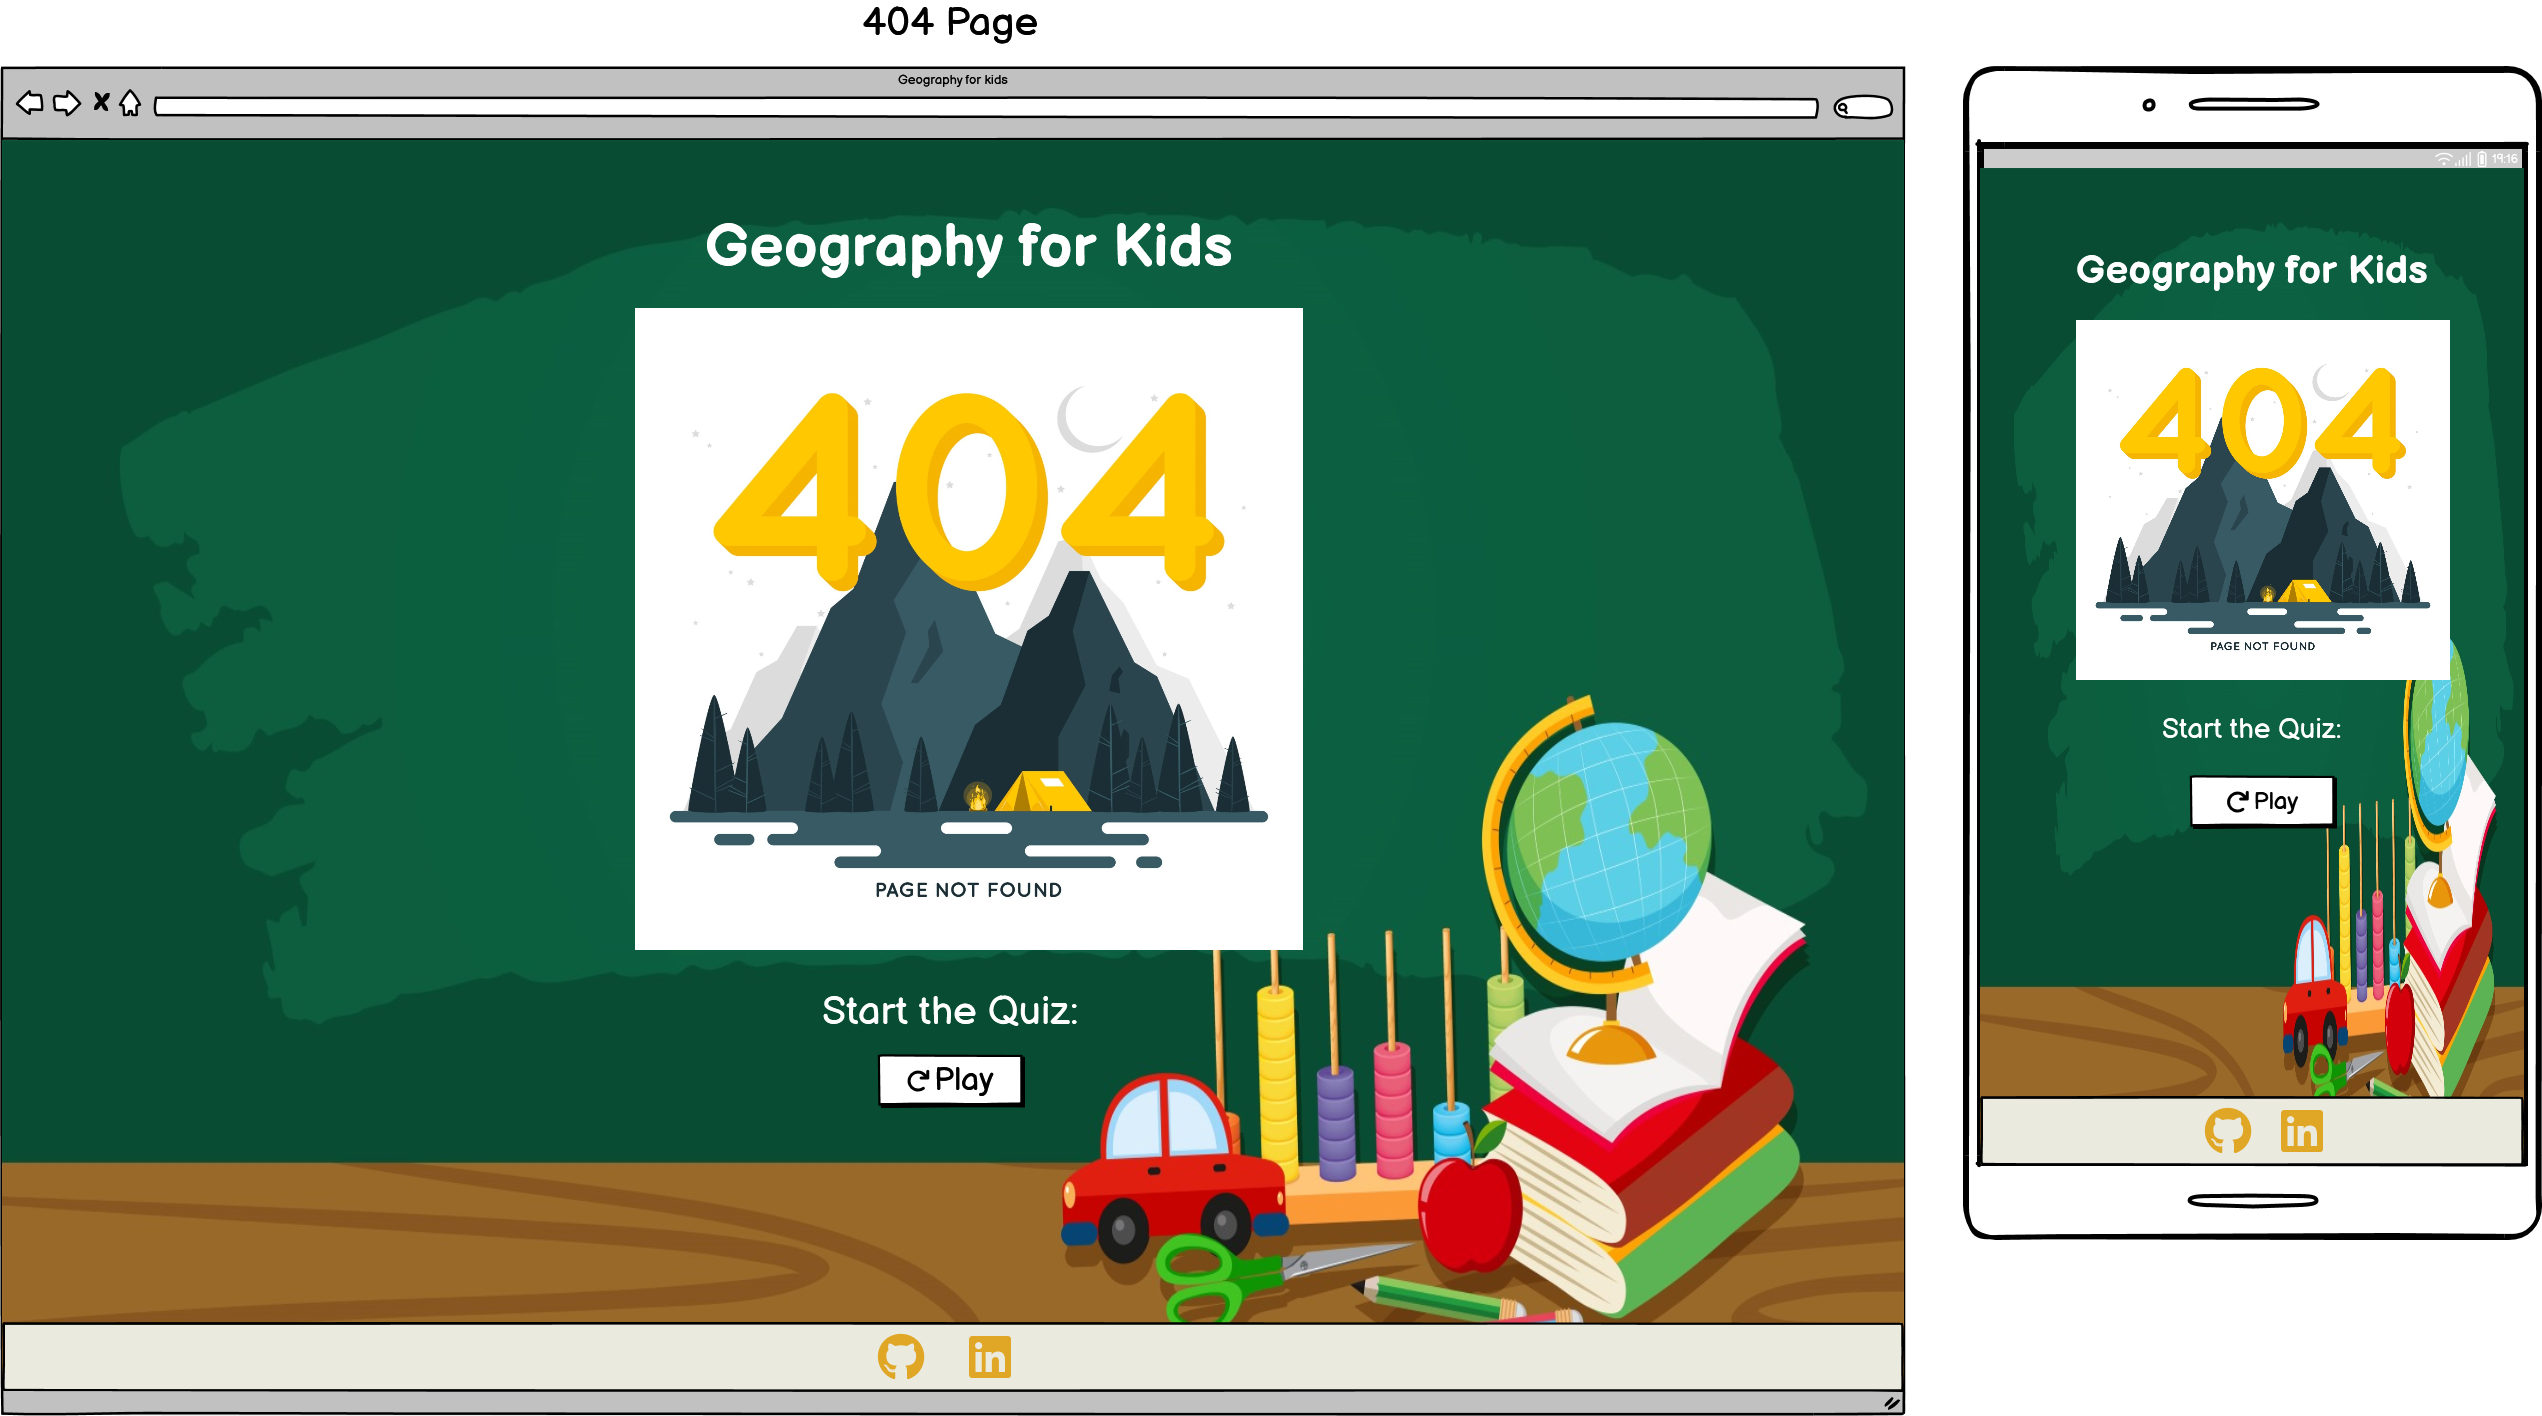 404 Page
Geography for kids
Geography for Kids
404
PAGE NOT FOUND
Start the Quiz:
Play
in
19:16
Geography for Kids
404
PAGE NOT FOUND
Start the Quiz:
Play
in